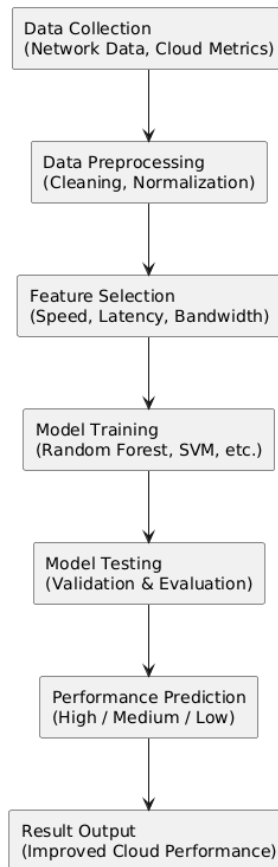 Data Collection
(Network Data, Cloud Metrics)
Data Preprocessing
(Cleaning, Normalization)
Feature Selection
(Speed, Latency, Bandwidth)
Model Training
(Random Forest, SVM, etc.)
Model Testing
(Validation & Evaluation)
Performance Prediction
(High / Medium / Low)
Result Output
(Improved Cloud Performance)